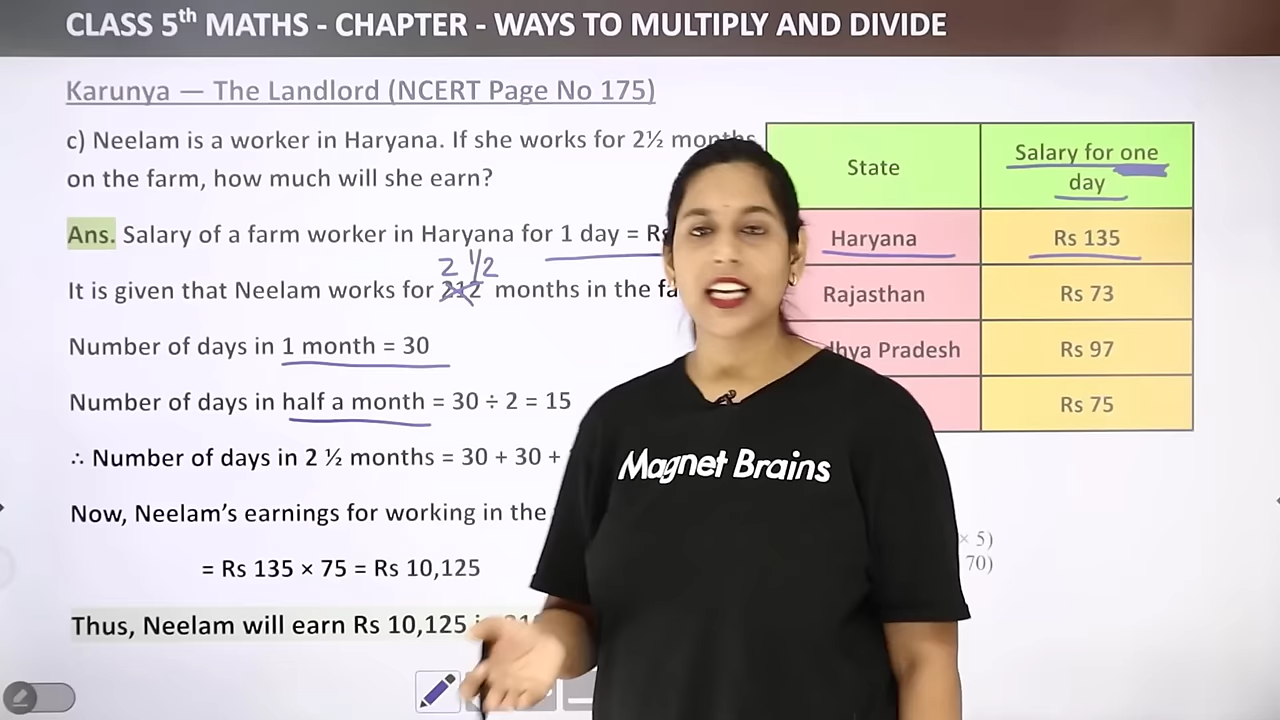 CLASS 5th MATHS - CHAPTER - WAYS TO MULTIPLY AND DIVIDE
Karunya — The Landlord (NCERT Page No 175)
c) Neelam is a worker in Haryana. If she works for 2½ months
on the farm, how much will she earn?
Ans. Salary of a farm worker in Haryana for 1 day =
2 1/2
It is given that Neelam works for 212 months in the
Number of days in 1 month = 30
Number of days in half a month = 30 ÷ 2 = 15
∴ Number of days in 2 ½ months = 30 + 30 +
Now, Neelam’s earnings for working in the
= Rs 135 × 75 = Rs 10,125
Thus, Neelam will earn Rs 10,125
State Salary for one day
Haryana Rs 135
Rajasthan Rs 73
Pradesh Rs 97
Rs 75
× 5)
70)
Magnet Brains